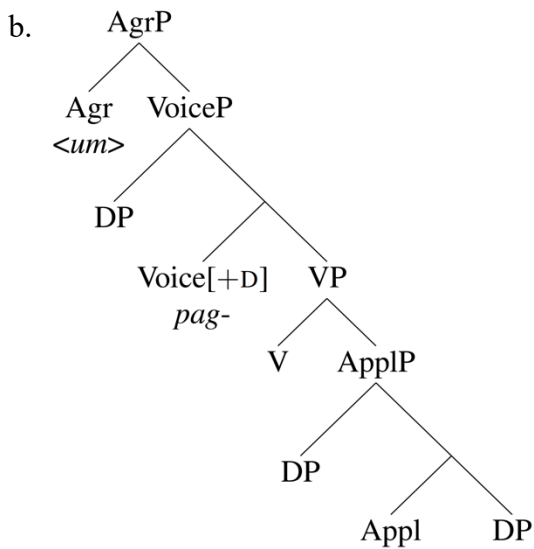 b.
AgrP
Agr VoiceP
<um>
DP
Voice[+D] VP
pag-
V ApplP
DP
Appl DP